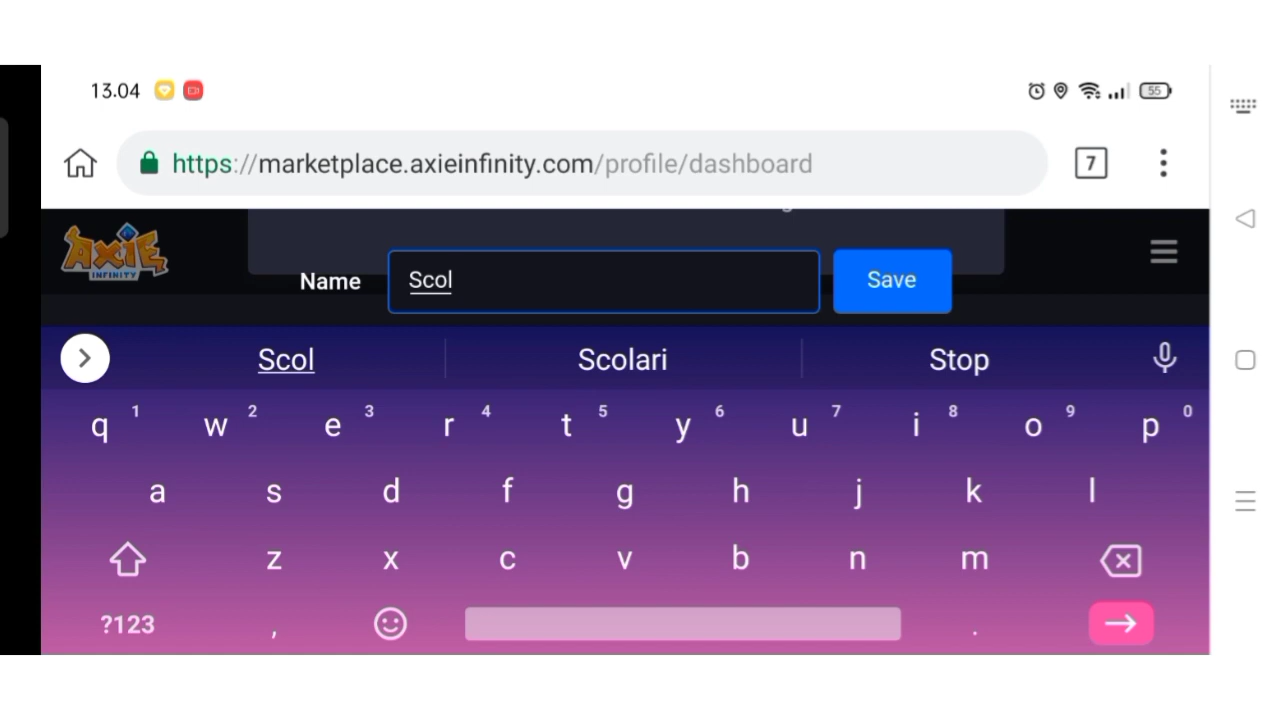 13.04 55
https://marketplace.axieinfinity.com/profile/dashboard 7
AXIE
INFINITY
Name Scol Save
Scol Scolari Stop
q 1 w 2 e 3 r 4 t 5 y 6 u 7 i 8 o 9 p 0
a s d f g h j k l
z x c v b n m
?123 , .